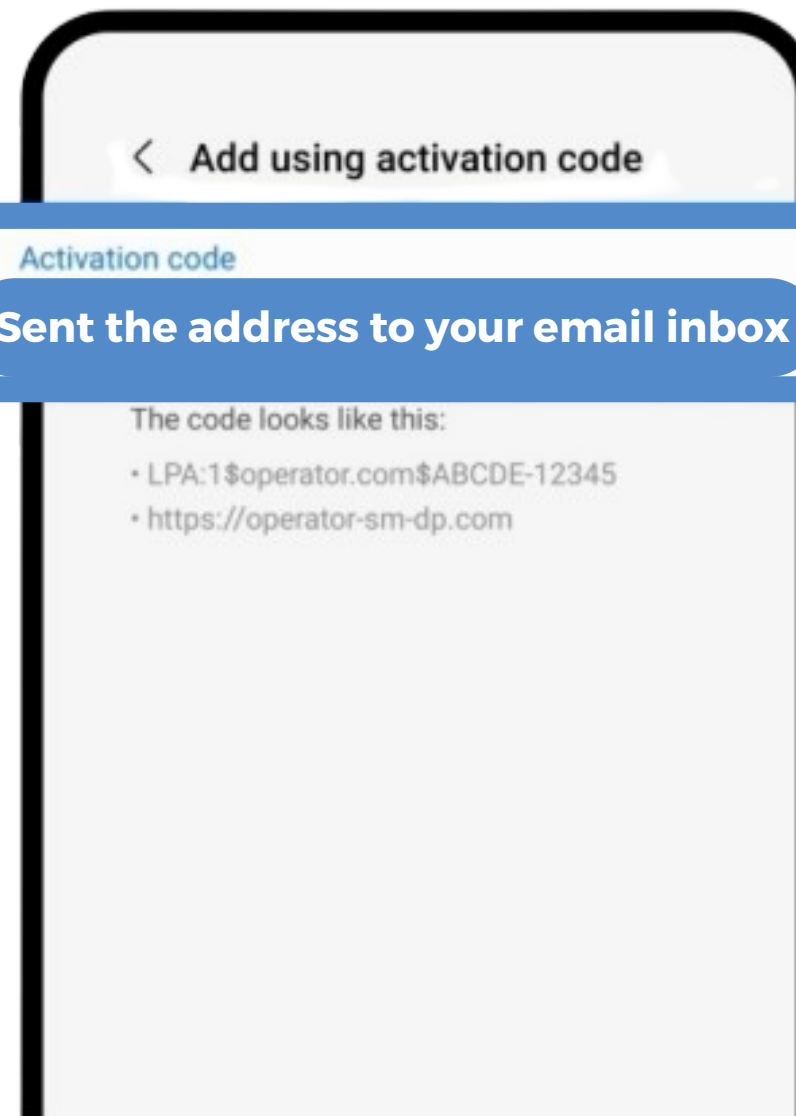 < Add using activation code
Activation code
Sent the address to your email inbox
The code looks like this:
• LPA:1$operator.com$ABCDE-12345
• https://operator-sm-dp.com